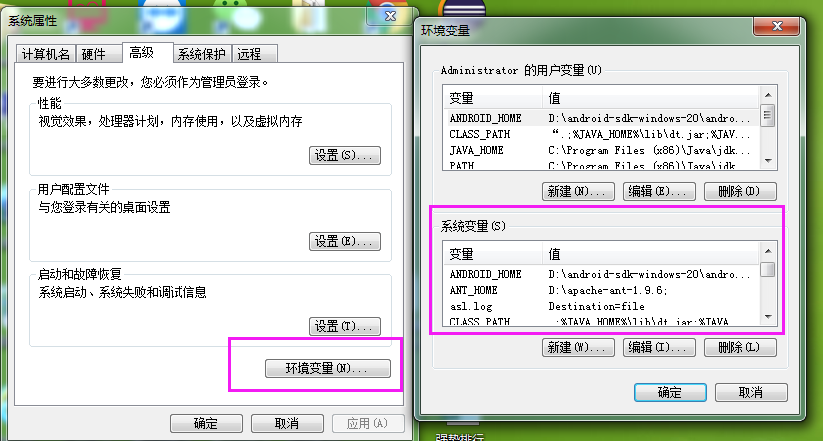 系统属性
计算机名 硬件 高级 系统保护 远程
要进行大多数更改，您必须作为管理员登录。
性能
视觉效果，处理器计划，内存使用，以及虚拟内存
设置(S)...
用户配置文件
与您登录有关的桌面设置
设置(E)...
启动和故障恢复
系统启动、系统失败和调试信息
设置(T)...
环境变量(N)...
确定 取消 应用(A)
环境变量
Administrator 的用户变量(U)
变量 值
ANDROID_HOME D:\android-sdk-windows-20\andro...
CLASS_PATH “.;%JAVA_HOME%\lib\dt.jar;%JAV...
JAVA_HOME C:\Program Files (x86)\Java\jdk...
PATH C:\Program Files (x86)\Java\jdk
新建(N)... 编辑(E)... 删除(D)
系统变量(S)
变量 值
ANDROID_HOME D:\android-sdk-windows-20\andro...
ANT_HOME D:\apache-ant-1.9.6;
asl.log Destination=file
CLASS_PATH .;%JAVA_HOME%\lib\dt.jar;%JAVA
新建(W)... 编辑(I)... 删除(L)
确定 取消
强势排行